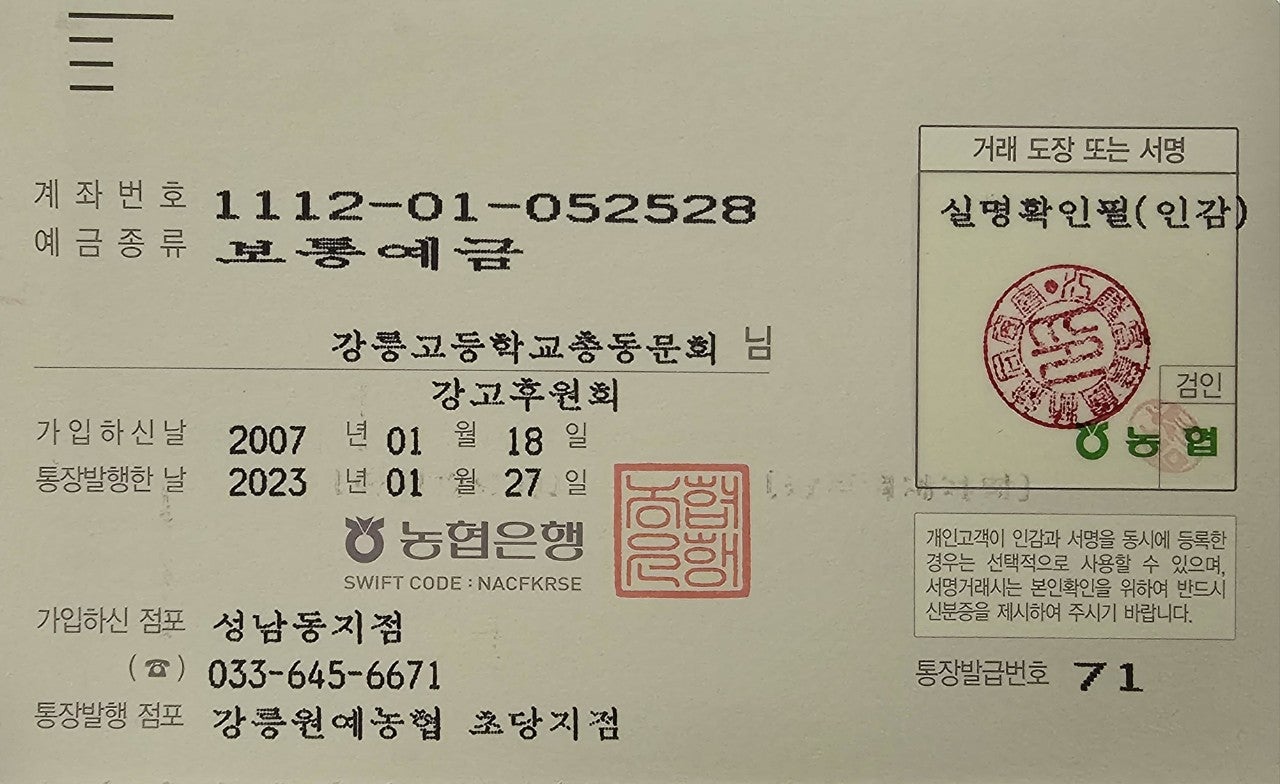 계좌번호 1112-01-052528
예금종류 보통예금
강릉고등학교총동문회 님
강고후원회
가입하신날 2007 년 01 월 18 일
통장발행한 날 2023 년 01 월 27 일
농협은행
SWIFT CODE : NACFKRSE
농협
은행
가입하신 점포 성남동지점
(☎) 033-645-6671
통장발행 점포 강릉원예농협 초당지점
거래 도장 또는 서명
실명확인필(인감)
검인
농협
개인고객이 인감과 서명을 동시에 등록한
경우는 선택적으로 사용할 수 있으며,
서명거래시는 본인확인을 위하여 반드시
신분증을 제시하여 주시기 바랍니다.
통장발급번호 71